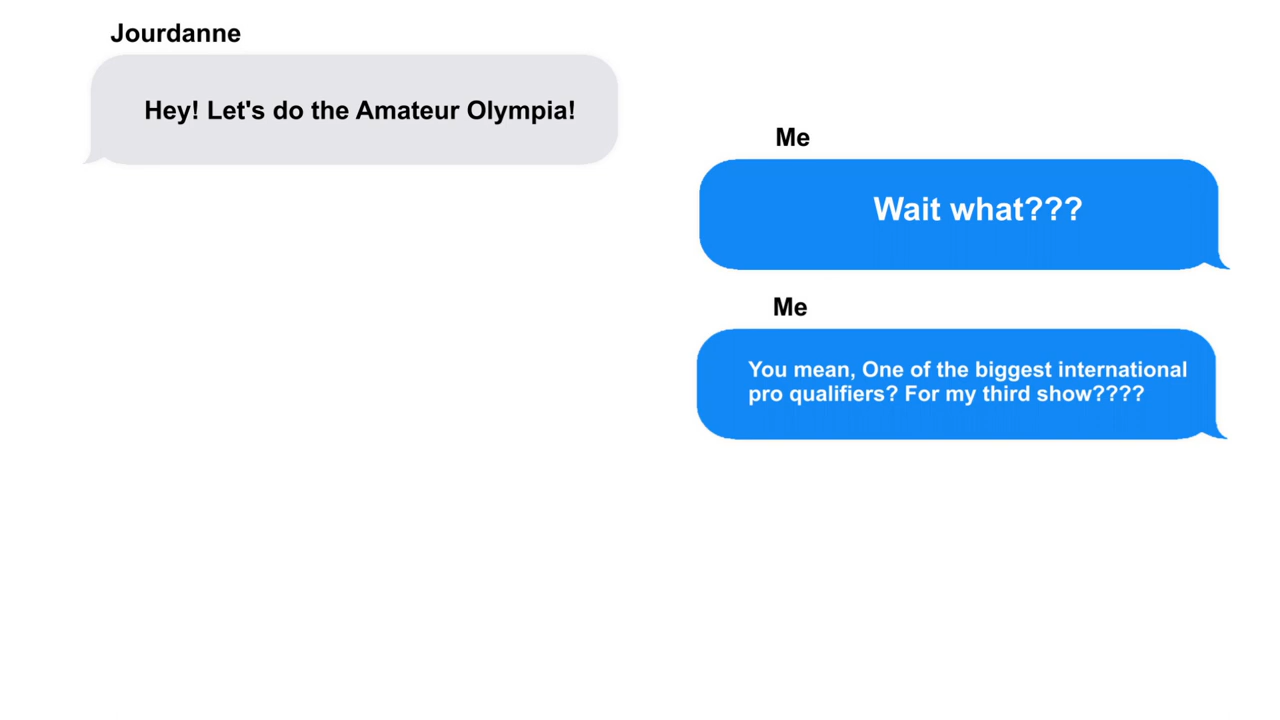 Jourdanne
Hey! Let's do the Amateur Olympia!
Me
Wait what???
Me
You mean, One of the biggest international
pro qualifiers? For my third show????